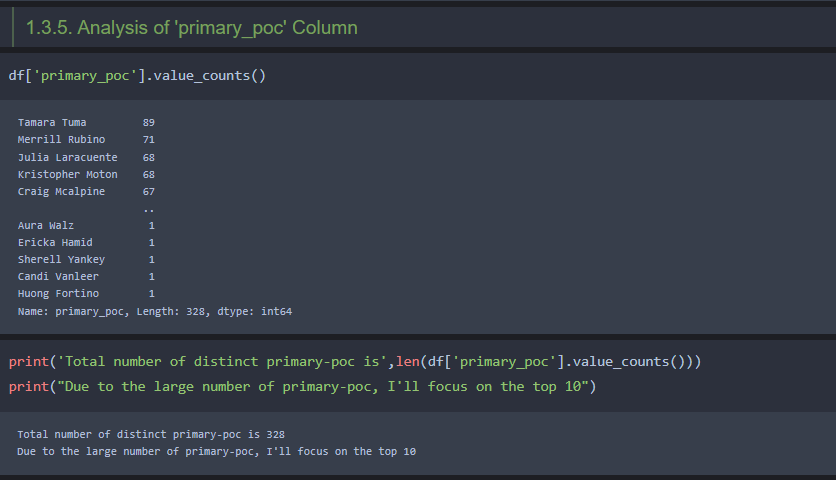 1.3.5. Analysis of 'primary_poc' Column
df['primary_poc'].value_counts()
Tamara Tuma 89
Merrill Rubino 71
Julia Laracuente 68
Kristopher Moton 68
Craig Mcalpine 67
..
Aura Walz 1
Ericka Hamid 1
Sherell Yankey 1
Candi Vanleer 1
Huong Fortino 1
Name: primary_poc, Length: 328, dtype: int64
print('Total number of distinct primary-poc is',len(df['primary_poc'].value_counts()))
print("Due to the large number of primary-poc, I'll focus on the top 10")
Total number of distinct primary-poc is 328
Due to the large number of primary-poc, I'll focus on the top 10